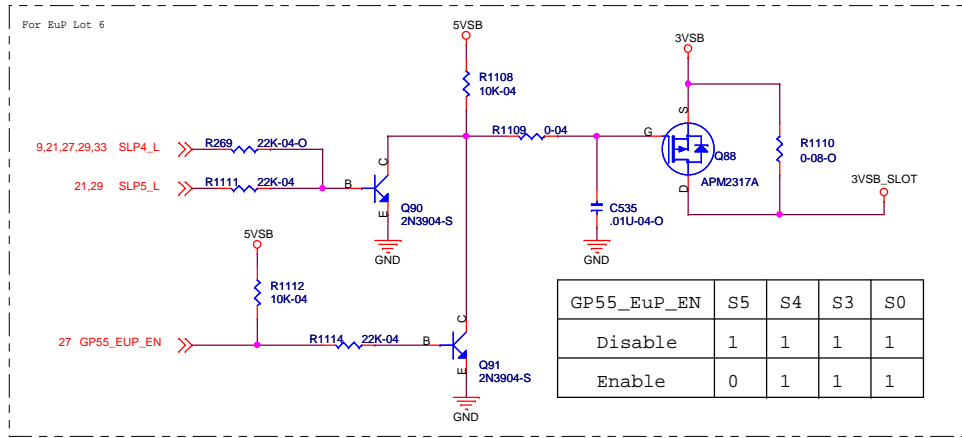 For EuP Lot 6
5VSB
3VSB
R1108
10K-04
R1109 0-04
S
G
D
Q88
APM2317A
R1110
0-08-O
3VSB_SLOT
9,21,27,29,33 SLP4_L
R269 22K-04-O
21,29 SLP5_L
R1111 22K-04
B
C
E
Q90
2N3904-S
GND
C535
.01U-04-O
GND
5VSB
R1112
10K-04
27 GP55_EUP_EN
R1114 22K-04
B
C
E
Q91
2N3904-S
GND
GP55_EuP_EN S5 S4 S3 S0
Disable 1 1 1 1
Enable 0 1 1 1